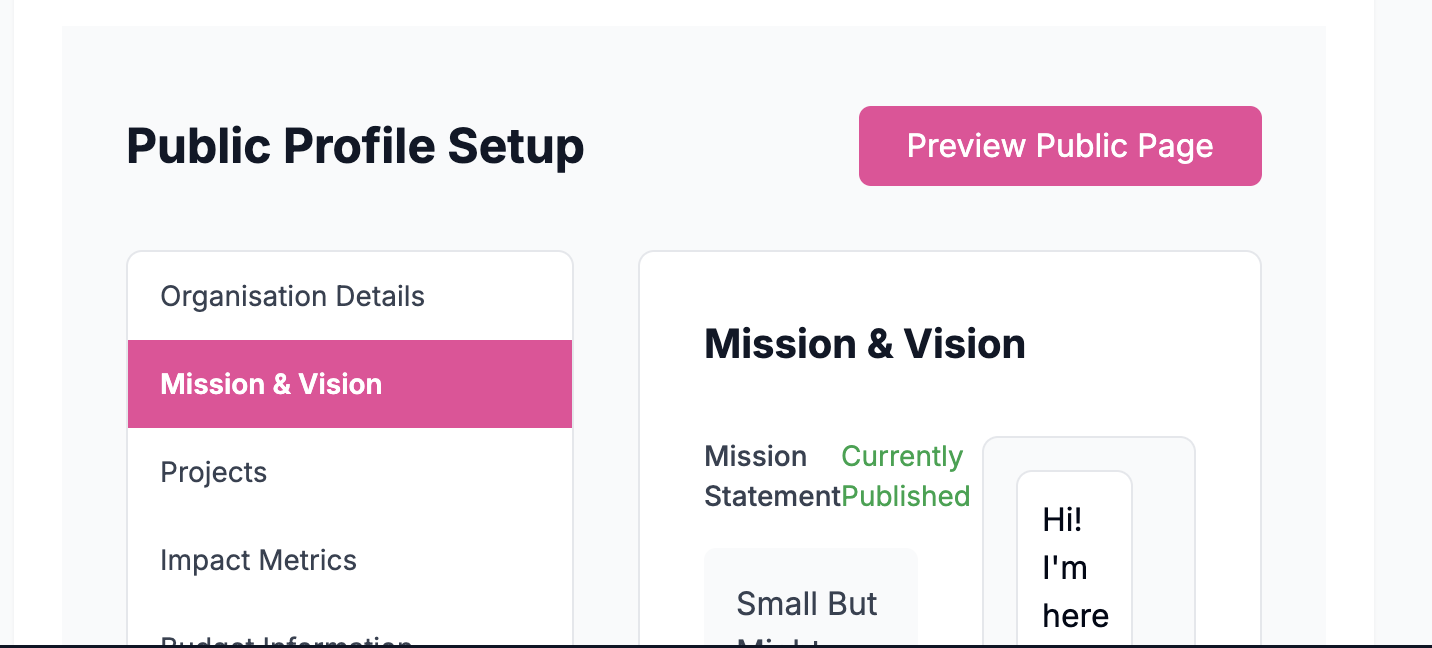 Public Profile Setup
Preview Public Page
Organisation Details
Mission & Vision
Projects
Impact Metrics
Budget Information
Mission & Vision
Mission
Statement
Currently
Published
Small But
Hi!
I'm
here